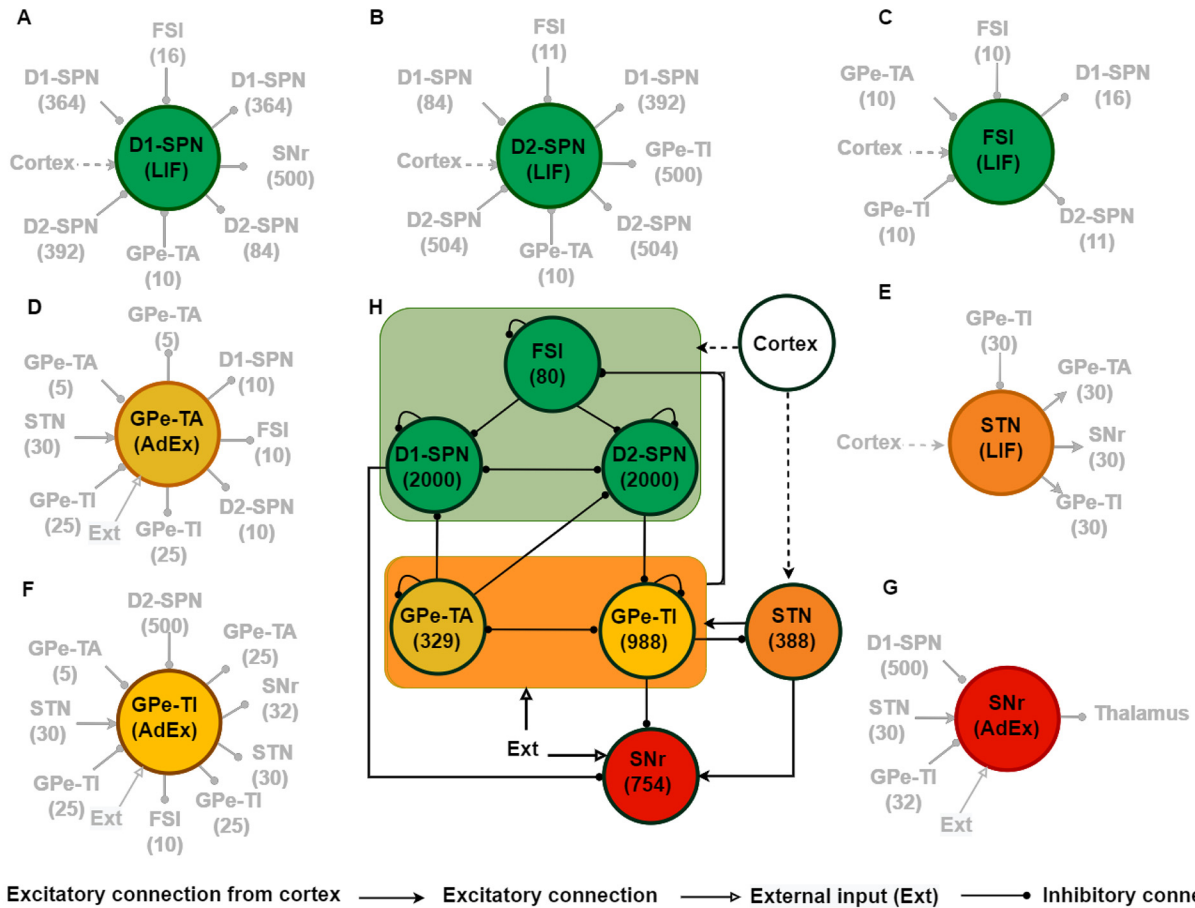 A
FSI
(16)
D1-SPN
(364)
D1-SPN
(364)
D1-SPN
(LIF)
Cortex
SNr
(500)
D2-SPN
(392)
GPe-TA
(10)
D2-SPN
(84)
B
FSI
(11)
D1-SPN
(84)
D1-SPN
(392)
D2-SPN
(LIF)
Cortex
GPe-TI
(500)
D2-SPN
(504)
GPe-TA
(10)
D2-SPN
(504)
C
FSI
(10)
GPe-TA
(10)
D1-SPN
(16)
FSI
(LIF)
Cortex
GPe-TI
(10)
D2-SPN
(11)
D
GPe-TA
(5)
GPe-TA
(5)
D1-SPN
(10)
GPe-TA
(AdEx)
STN
(30)
FSI
(10)
GPe-TI
(25)
Ext
GPe-TI
(25)
D2-SPN
(10)
H
FSI
(80)
Cortex
D1-SPN
(2000)
D2-SPN
(2000)
GPe-TA
(329)
GPe-TI
(988)
STN
(388)
Ext
SNr
(754)
E
GPe-TI
(30)
GPe-TA
(30)
STN
(LIF)
Cortex
SNr
(30)
GPe-TI
(30)
F
D2-SPN
(500)
GPe-TA
(5)
GPe-TA
(25)
GPe-TI
(AdEx)
SNr
(32)
STN
(30)
STN
(30)
GPe-TI
(25)
Ext
FSI
(10)
GPe-TI
(25)
G
D1-SPN
(500)
SNr
(AdEx)
STN
(30)
Thalamus
GPe-TI
(32)
Ext
Excitatory connection from cortex
Excitatory connection
External input (Ext)
Inhibitory conne